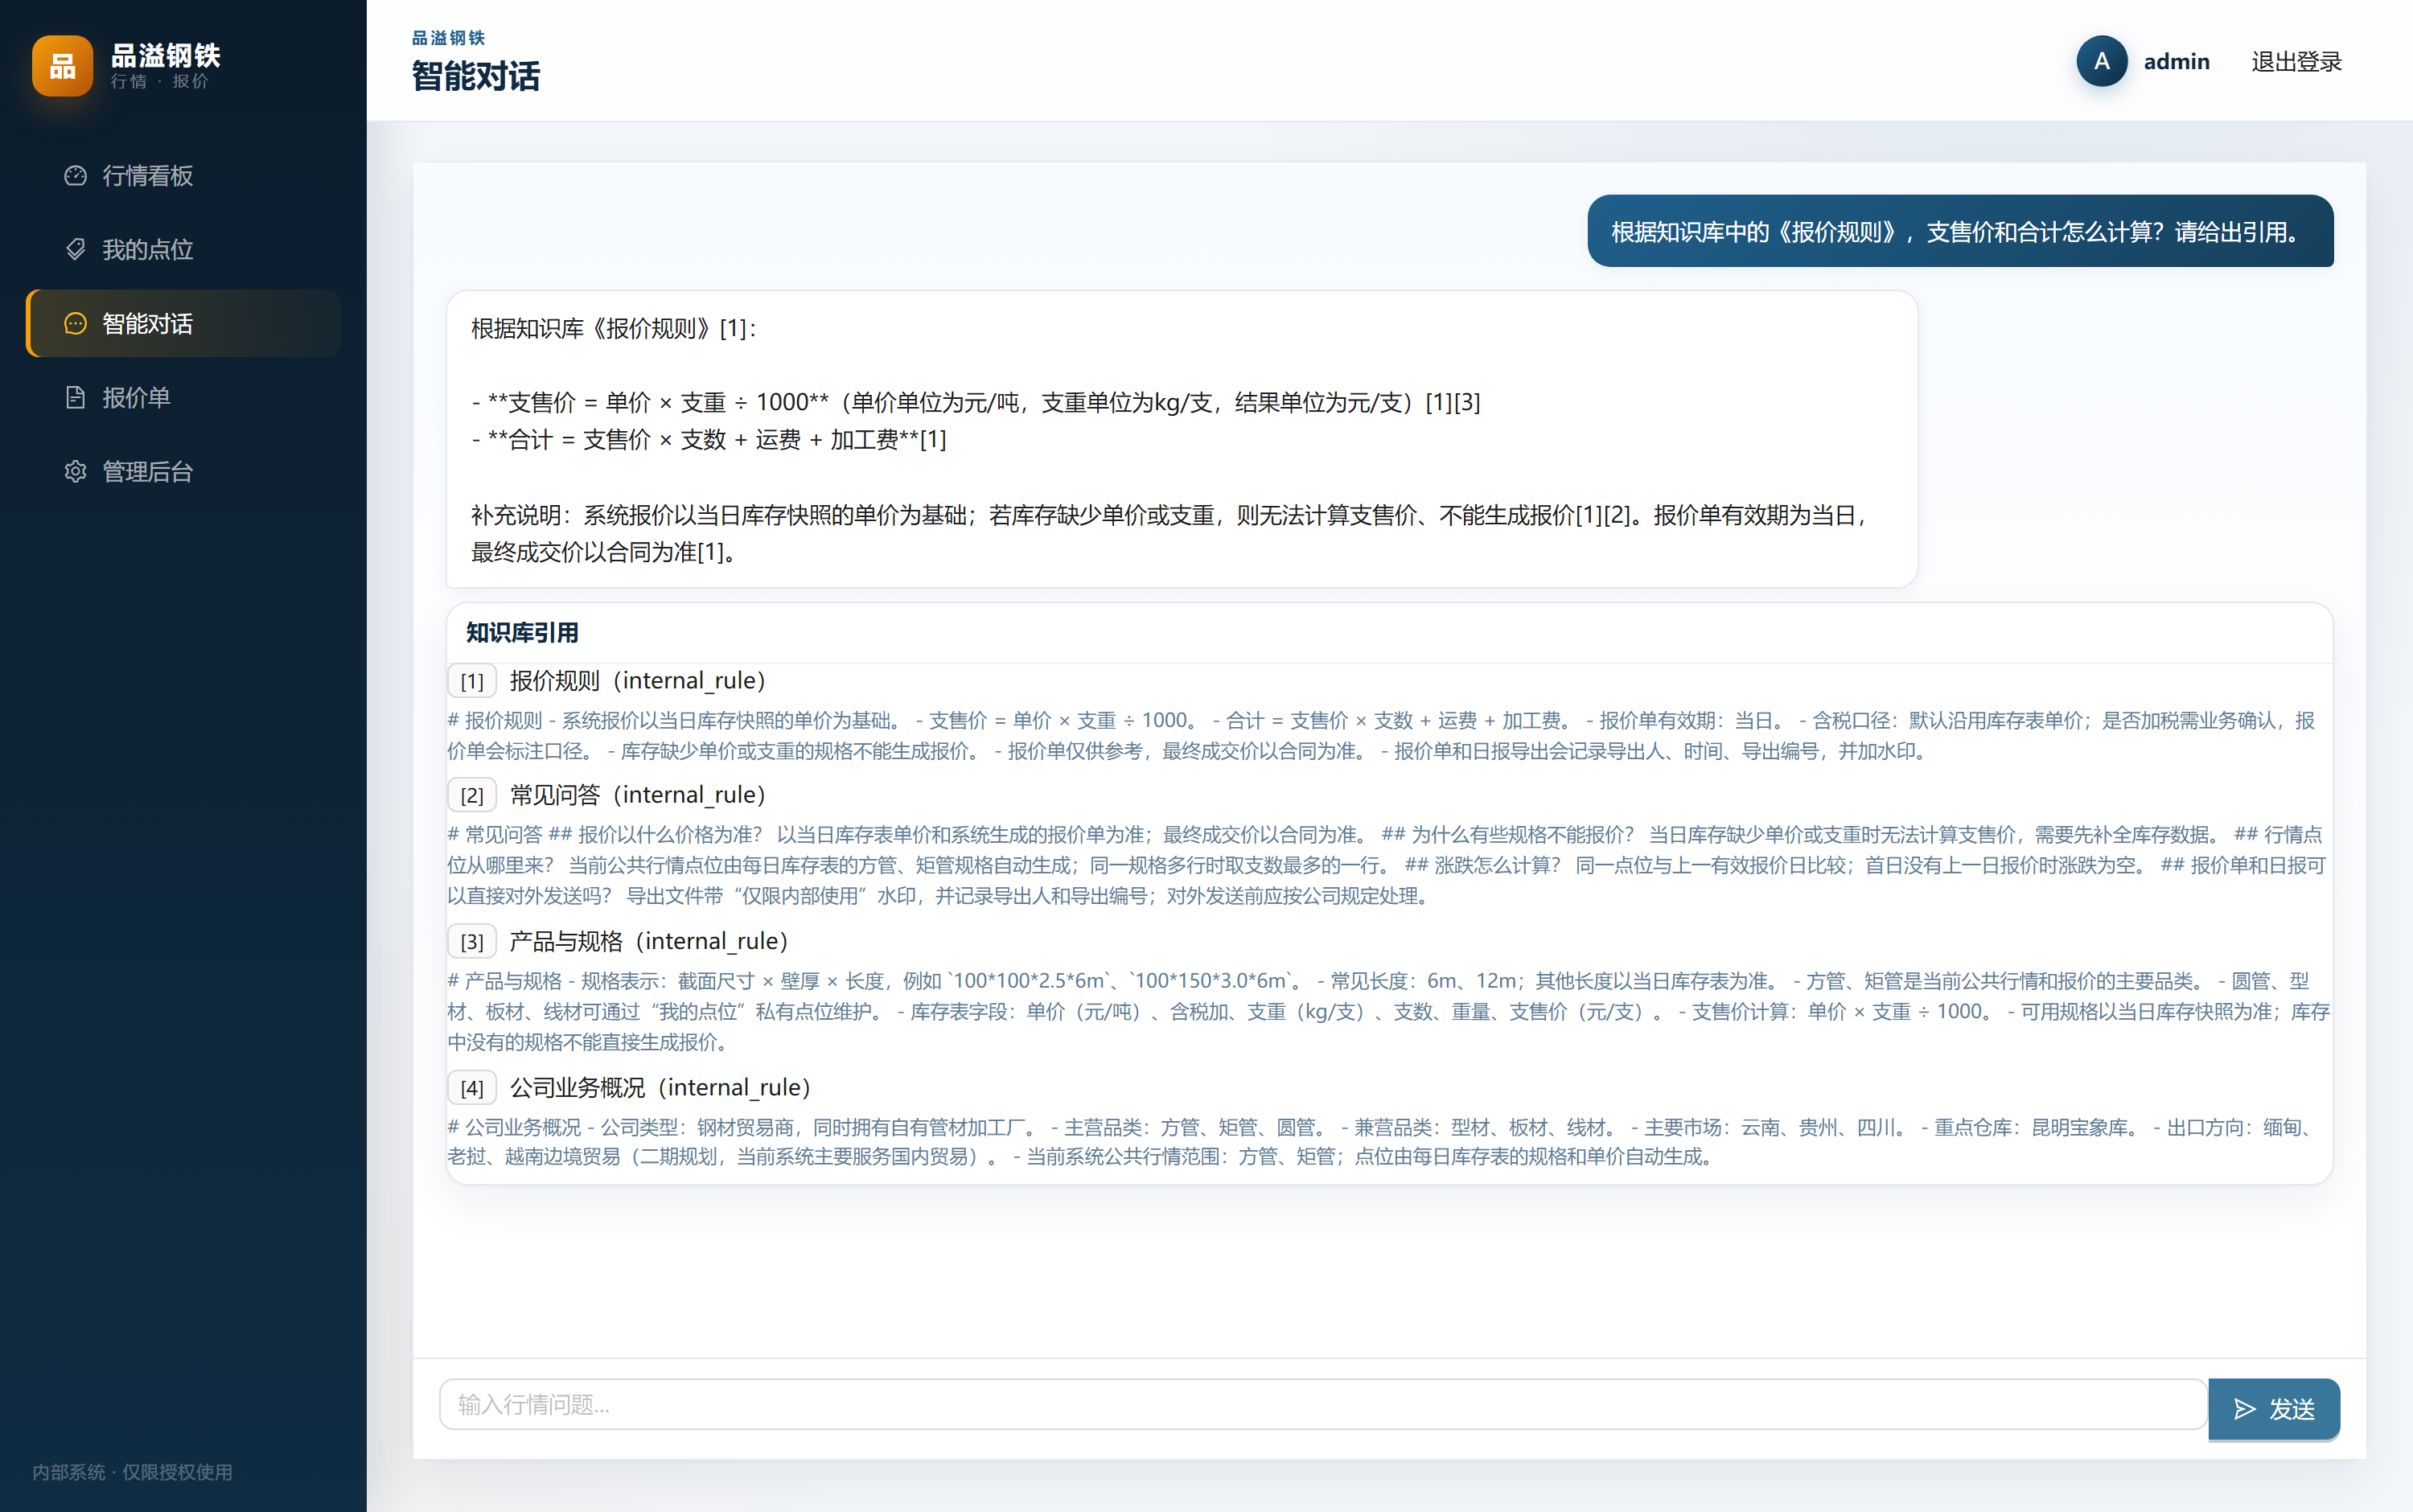 品
品溢钢铁
行情 · 报价
行情看板
我的点位
智能对话
报价单
管理后台
内部系统 · 仅限授权使用
品溢钢铁
智能对话
A
admin
退出登录
根据知识库中的《报价规则》，支售价和合计怎么计算？请给出引用。
根据知识库《报价规则》[1]：
- **支售价 = 单价 × 支重 ÷ 1000**（单价单位为元/吨，支重单位为kg/支，结果单位为元/支）[1][3]
- **合计 = 支售价 × 支数 + 运费 + 加工费**[1]
补充说明：系统报价以当日库存快照的单价为基础；若库存缺少单价或支重，则无法计算支售价、不能生成报价[1][2]。报价单有效期为当日，
最终成交价以合同为准[1]。
知识库引用
[1] 报价规则（internal_rule）
# 报价规则 - 系统报价以当日库存快照的单价为基础。 - 支售价 = 单价 × 支重 ÷ 1000。 - 合计 = 支售价 × 支数 + 运费 + 加工费。 - 报价单有效期：当日。 - 含税口径：默认沿用库存表单价；是否加税需业务确认，报
价单会标注口径。 - 库存缺少单价或支重的规格不能生成报价。 - 报价单仅供参考，最终成交价以合同为准。 - 报价单和日报导出会记录导出人、时间、导出编号，并加水印。
[2] 常见问答（internal_rule）
# 常见问答 ## 报价以什么价格为准？ 以当日库存表单价和系统生成的报价单为准；最终成交价以合同为准。 ## 为什么有些规格不能报价？ 当日库存缺少单价或支重时无法计算支售价，需要先补全库存数据。 ## 行情点
位从哪里来？ 当前公共行情点位由每日库存表的方管、矩管规格自动生成；同一规格多行时取支数最多的一行。 ## 涨跌怎么计算？ 同一点位与上一有效报价日比较；首日没有上一日报价时涨跌为空。 ## 报价单和日报可
以直接对外发送吗？ 导出文件带“仅限内部使用”水印，并记录导出人和导出编号；对外发送前应按公司规定处理。
[3] 产品与规格（internal_rule）
# 产品与规格 - 规格表示：截面尺寸 × 壁厚 × 长度，例如 `100*100*2.5*6m`、`100*150*3.0*6m`。 - 常见长度：6m、12m；其他长度以当日库存表为准。 - 方管、矩管是当前公共行情和报价的主要品类。 - 圆管、型
材、板材、线材可通过“我的点位”私有点位维护。 - 库存表字段：单价（元/吨）、含税加、支重（kg/支）、支数、重量、支售价（元/支）。 - 支售价计算：单价 × 支重 ÷ 1000。 - 可用规格以当日库存快照为准；库存
中没有的规格不能直接生成报价。
[4] 公司业务概况（internal_rule）
# 公司业务概况 - 公司类型：钢材贸易商，同时拥有自有管材加工厂。 - 主营品类：方管、矩管、圆管。 - 兼营品类：型材、板材、线材。 - 主要市场：云南、贵州、四川。 - 重点仓库：昆明宝象库。 - 出口方向：缅甸、
老挝、越南边境贸易（二期规划，当前系统主要服务国内贸易）。 - 当前系统公共行情范围：方管、矩管；点位由每日库存表的规格和单价自动生成。
输入行情问题...
发送